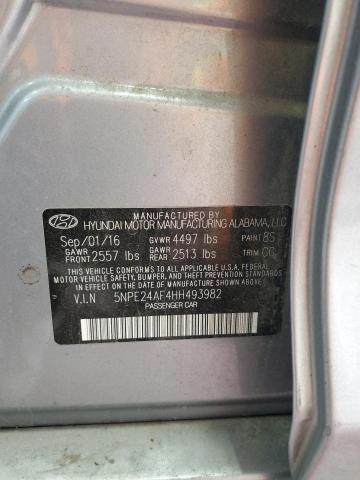 MANUFACTURED BY
HYUNDAI MOTOR MANUFACTURING ALABAMA, LLC
Sep/01/16 GVWR 4497 lbs PAINT
GAWR FRONT 2557 lbs GAWR REAR 2513 lbs TRIM
THIS VEHICLE CONFORMS TO ALL APPLICABLE U.S.A FEDERAL
MOTOR VEHICLE SAFETY, BUMPER, AND THEFT PREVENTION
STANDARDS IN EFFECT ON THE DATE OF MANUFACTURE
SHOWN ABOVE.
V.I.N 5NPE24AF4HH493982
PASSENGER CAR